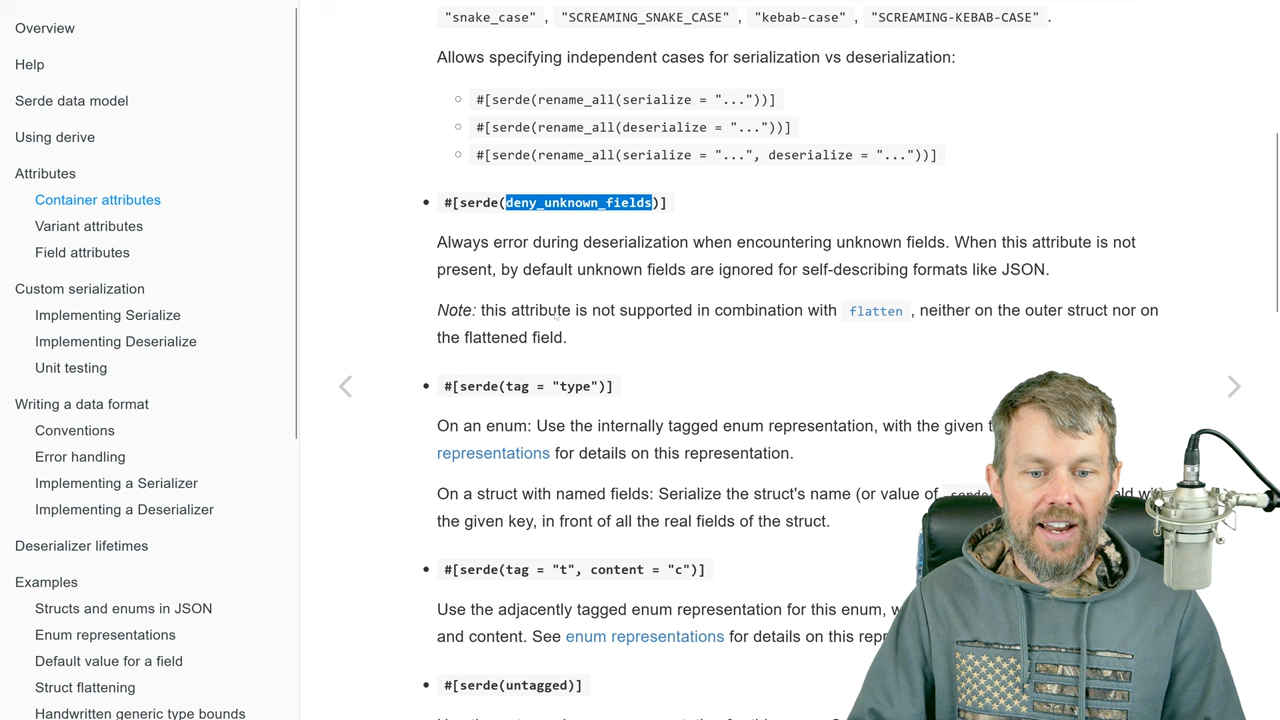 Overview
Help
Serde data model
Using derive
Attributes
Container attributes
Variant attributes
Field attributes
Custom serialization
Implementing Serialize
Implementing Deserialize
Unit testing
Writing a data format
Conventions
Error handling
Implementing a Serializer
Implementing a Deserializer
Deserializer lifetimes
Examples
Structs and enums in JSON
Enum representations
Default value for a field
Struct flattening
Handwritten generic type bounds
"snake_case" , "SCREAMING_SNAKE_CASE" , "kebab-case" , "SCREAMING-KEBAB-CASE" .
Allows specifying independent cases for serialization vs deserialization:
#[serde(rename_all(serialize = "..."))]
#[serde(rename_all(deserialize = "..."))]
#[serde(rename_all(serialize = "...", deserialize = "..."))]
#[serde(deny_unknown_fields)]
Always error during deserialization when encountering unknown fields. When this attribute is not
present, by default unknown fields are ignored for self-describing formats like JSON.
Note: this attribute is not supported in combination with flatten , neither on the outer struct nor on
the flattened field.
#[serde(tag = "type")]
On an enum: Use the internally tagged enum representation, with the given
representations for details on this representation.
On a struct with named fields: Serialize the struct's name (or value of
the given key, in front of all the real fields of the struct.
#[serde(tag = "t", content = "c")]
Use the adjacently tagged enum representation for this enum,
and content. See enum representations for details on this
#[serde(untagged)]